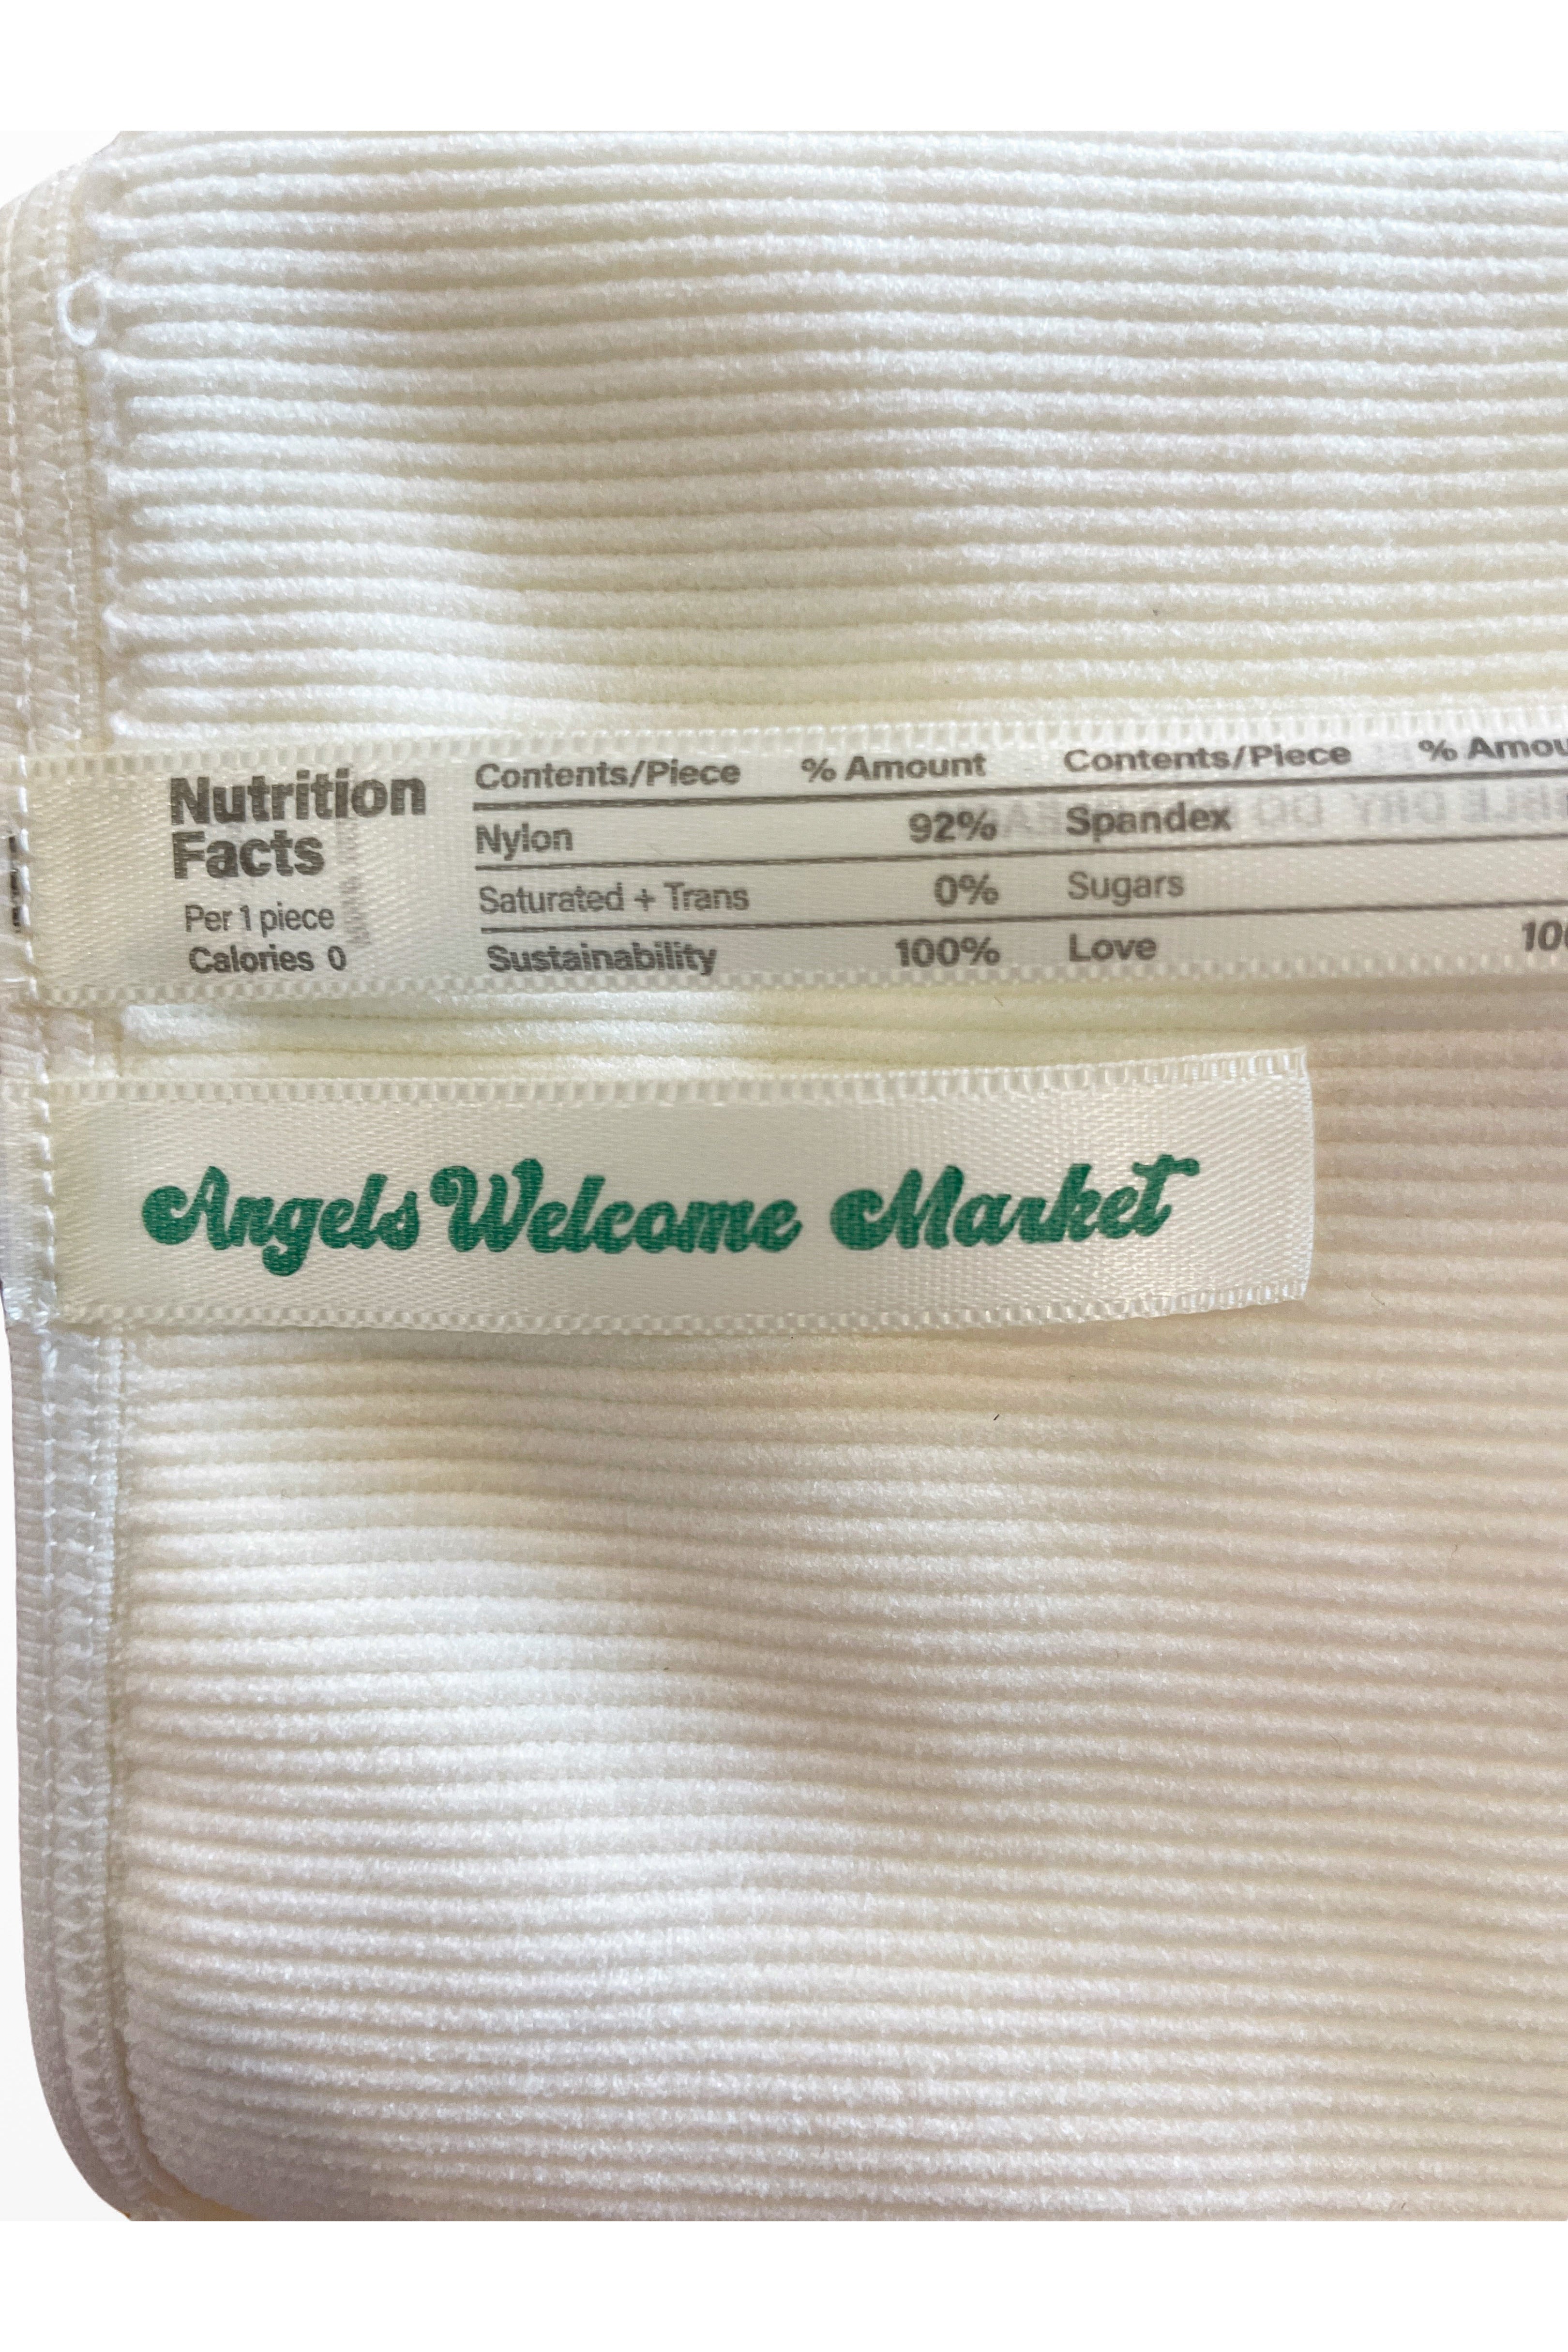 Nutrition
Facts
Per 1 piece
Calories 0
Contents/Piece % Amount Contents/Piece %
Nylon 92% Spandex
Saturated + Trans 0% Sugars
Sustainability 100% Love
Angels Welcome Market